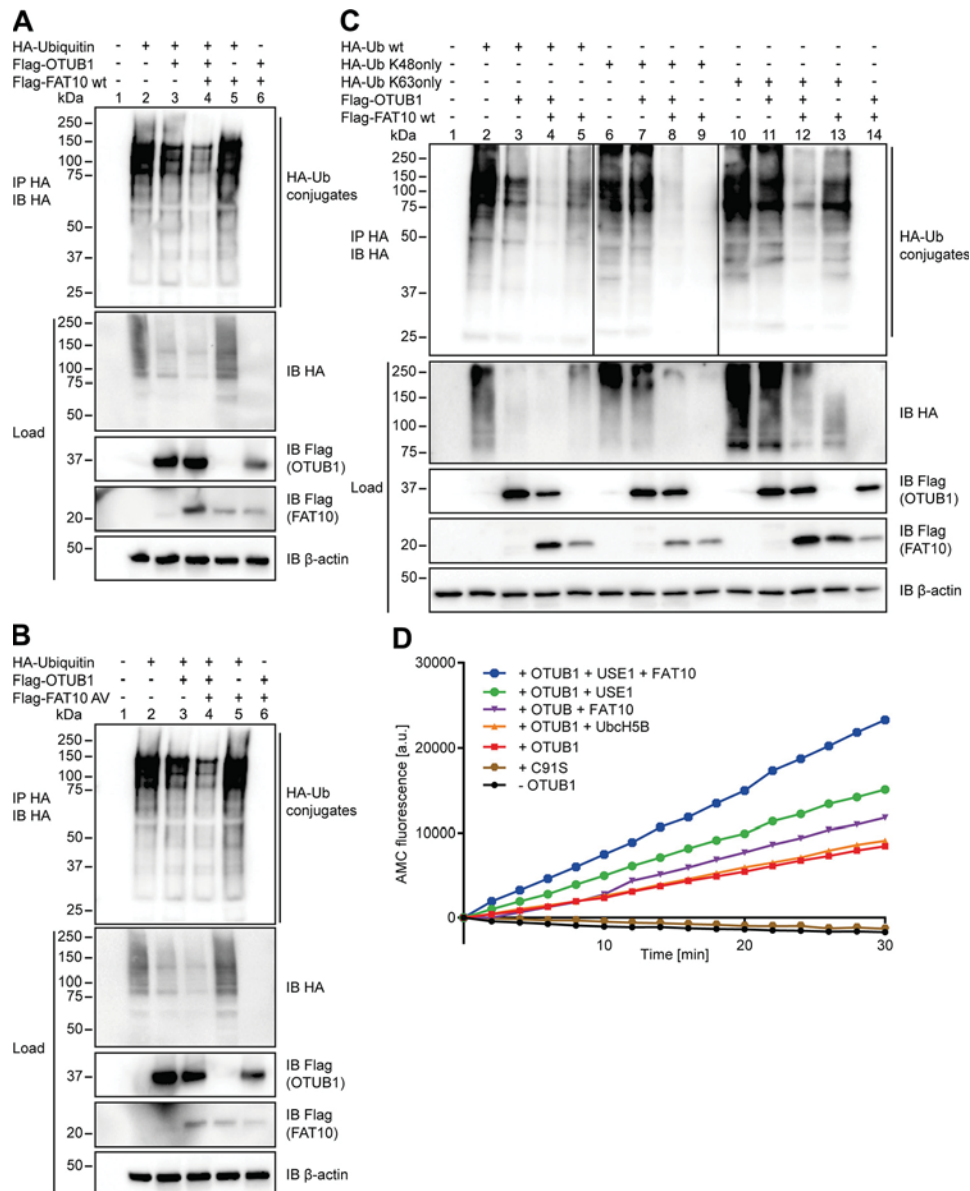 A
HA-Ubiquitin - + + + + -
Flag-OTUB1 - - + + - +
Flag-FAT10 wt - - - + + +
kDa 1 2 3 4 5 6
250
150
100
75
50
37
25
IP HA
IB HA
HA-Ub
conjugates
250
150
100
75
50
IB HA
Load
37
IB Flag
(OTUB1)
20
IB Flag
(FAT10)
50
IB β-actin
B
HA-Ubiquitin - + + + + -
Flag-OTUB1 - - + + - +
Flag-FAT10 AV - - - + + +
kDa 1 2 3 4 5 6
250
150
100
75
50
37
25
IP HA
IB HA
HA-Ub
conjugates
250
150
100
75
50
IB HA
Load
37
IB Flag
(OTUB1)
20
IB Flag
(FAT10)
50
IB β-actin
C
HA-Ub wt - + + + + - - - - - - - - -
HA-Ub K48only - - - - - + + + + - - - - -
HA-Ub K63only - - - - - - - - - + + + + -
Flag-OTUB1 - - + + - - + + - - + + - +
Flag-FAT10 wt - - - + + - - + + - - + + +
kDa 1 2 3 4 5 6 7 8 9 10 11 12 13 14
250
150
100
75
50
37
25
IP HA
IB HA
HA-Ub
conjugates
250
150
100
75
IB HA
Load
37
IB Flag
(OTUB1)
20
IB Flag
(FAT10)
50
IB β-actin
D
30000
20000
10000
0
AMC fluorescence [a.u.]
+ OTUB1 + USE1 + FAT10
+ OTUB1 + USE1
+ OTUB + FAT10
+ OTUB1 + UbcH5B
+ OTUB1
+ C91S
- OTUB1
10 20 30
Time [min]